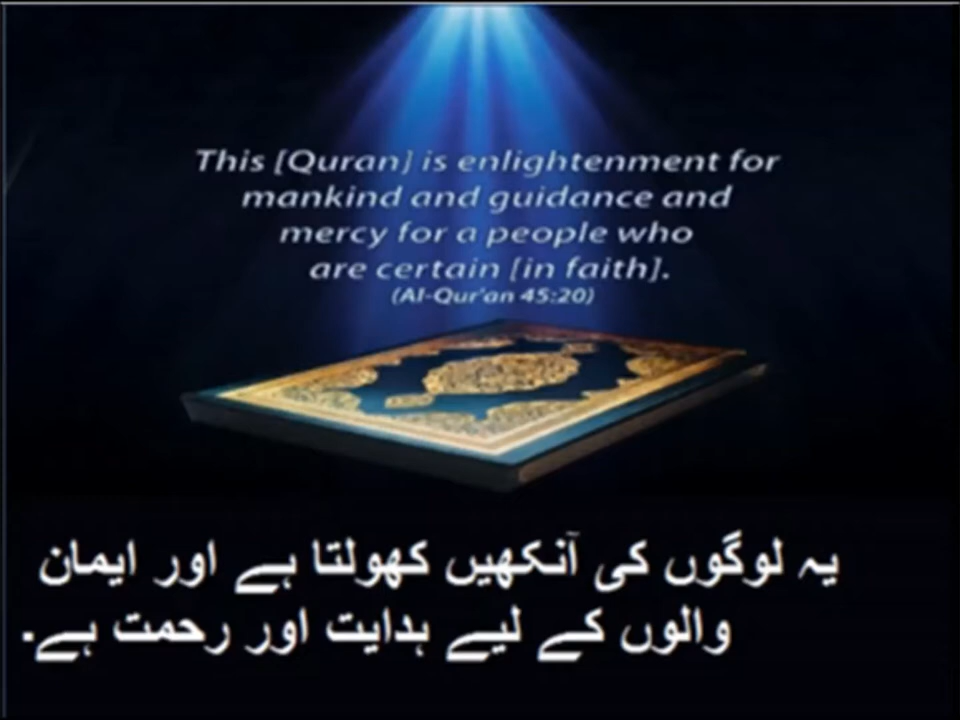 This [Quran] is enlightenment for
mankind and guidance and
mercy for a people who
are certain [in faith].
(Al-Qur'an 45:20)
یہ لوگوں کی آنکھیں کھولتا ہے اور ایمان
والوں کے لیے ہدایت اور رحمت ہے۔